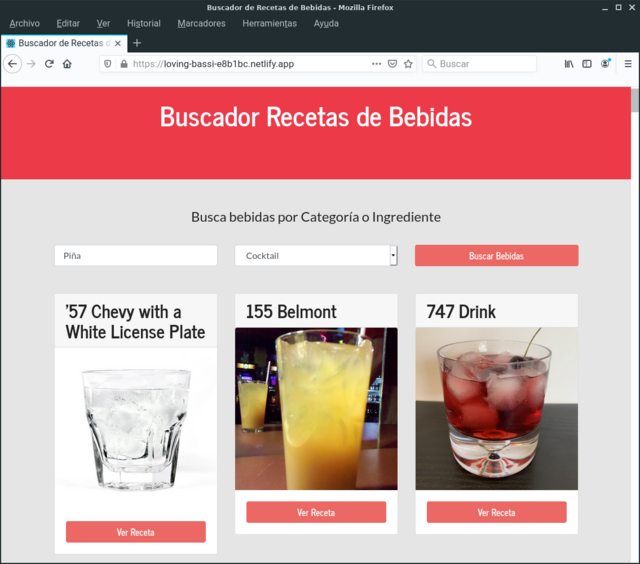 Buscador de Recetas de Bebidas - Mozilla Firefox
Archivo Editar Ver Historial Marcadores Herramientas Ayuda
Buscador de Recetas d
https://loving-bassi-e8b1bc.netlify.app
Buscar
Buscador Recetas de Bebidas
Busca bebidas por Categoría o Ingrediente
Piña Cocktail Buscar Bebidas
'57 Chevy with a
White License Plate
155 Belmont
747 Drink
Ver Receta
Ver Receta
Ver Receta